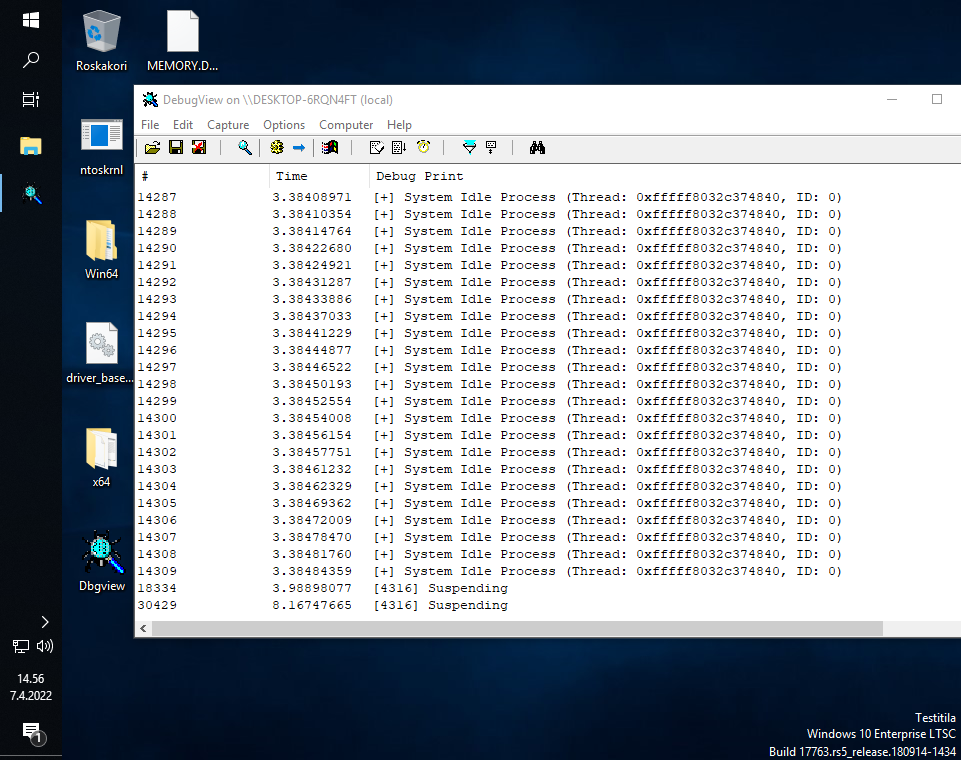 Roskakori
MEMORY.D...
DebugView on \\DESKTOP-6RQN4FT (local)
File Edit Capture Options Computer Help
ntoskrnl
# Time Debug Print
14287 3.38408971 [+] System Idle Process (Thread: 0xfffff8032c374840, ID: 0)
14288 3.38410354 [+] System Idle Process (Thread: 0xfffff8032c374840, ID: 0)
14289 3.38414764 [+] System Idle Process (Thread: 0xfffff8032c374840, ID: 0)
14290 3.38422680 [+] System Idle Process (Thread: 0xfffff8032c374840, ID: 0)
14291 3.38424921 [+] System Idle Process (Thread: 0xfffff8032c374840, ID: 0)
14292 3.38431287 [+] System Idle Process (Thread: 0xfffff8032c374840, ID: 0)
14293 3.38433886 [+] System Idle Process (Thread: 0xfffff8032c374840, ID: 0)
14294 3.38437033 [+] System Idle Process (Thread: 0xfffff8032c374840, ID: 0)
14295 3.38441229 [+] System Idle Process (Thread: 0xfffff8032c374840, ID: 0)
14296 3.38444877 [+] System Idle Process (Thread: 0xfffff8032c374840, ID: 0)
14297 3.38446522 [+] System Idle Process (Thread: 0xfffff8032c374840, ID: 0)
14298 3.38450193 [+] System Idle Process (Thread: 0xfffff8032c374840, ID: 0)
14299 3.38452554 [+] System Idle Process (Thread: 0xfffff8032c374840, ID: 0)
14300 3.38454008 [+] System Idle Process (Thread: 0xfffff8032c374840, ID: 0)
14301 3.38456154 [+] System Idle Process (Thread: 0xfffff8032c374840, ID: 0)
14302 3.38457751 [+] System Idle Process (Thread: 0xfffff8032c374840, ID: 0)
14303 3.38461232 [+] System Idle Process (Thread: 0xfffff8032c374840, ID: 0)
14304 3.38462329 [+] System Idle Process (Thread: 0xfffff8032c374840, ID: 0)
14305 3.38469362 [+] System Idle Process (Thread: 0xfffff8032c374840, ID: 0)
14306 3.38472009 [+] System Idle Process (Thread: 0xfffff8032c374840, ID: 0)
14307 3.38478470 [+] System Idle Process (Thread: 0xfffff8032c374840, ID: 0)
14308 3.38481760 [+] System Idle Process (Thread: 0xfffff8032c374840, ID: 0)
14309 3.38484359 [+] System Idle Process (Thread: 0xfffff8032c374840, ID: 0)
18334 3.98898077 [4316] Suspending
30429 8.16747665 [4316] Suspending
Win64
driver_base...
x64
Dbgview
14.56
7.4.2022
1
Testitila
Windows 10 Enterprise LTSC
Build 17763.rs5_release.180914-1434